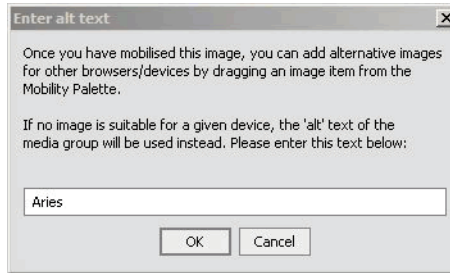 Enter alt text
Once you have mobilised this image, you can add alternative images
for other browsers/devices by dragging an image item from the
Mobility Palette.
If no image is suitable for a given device, the 'alt' text of the
media group will be used instead. Please enter this text below:
Aries
OK Cancel